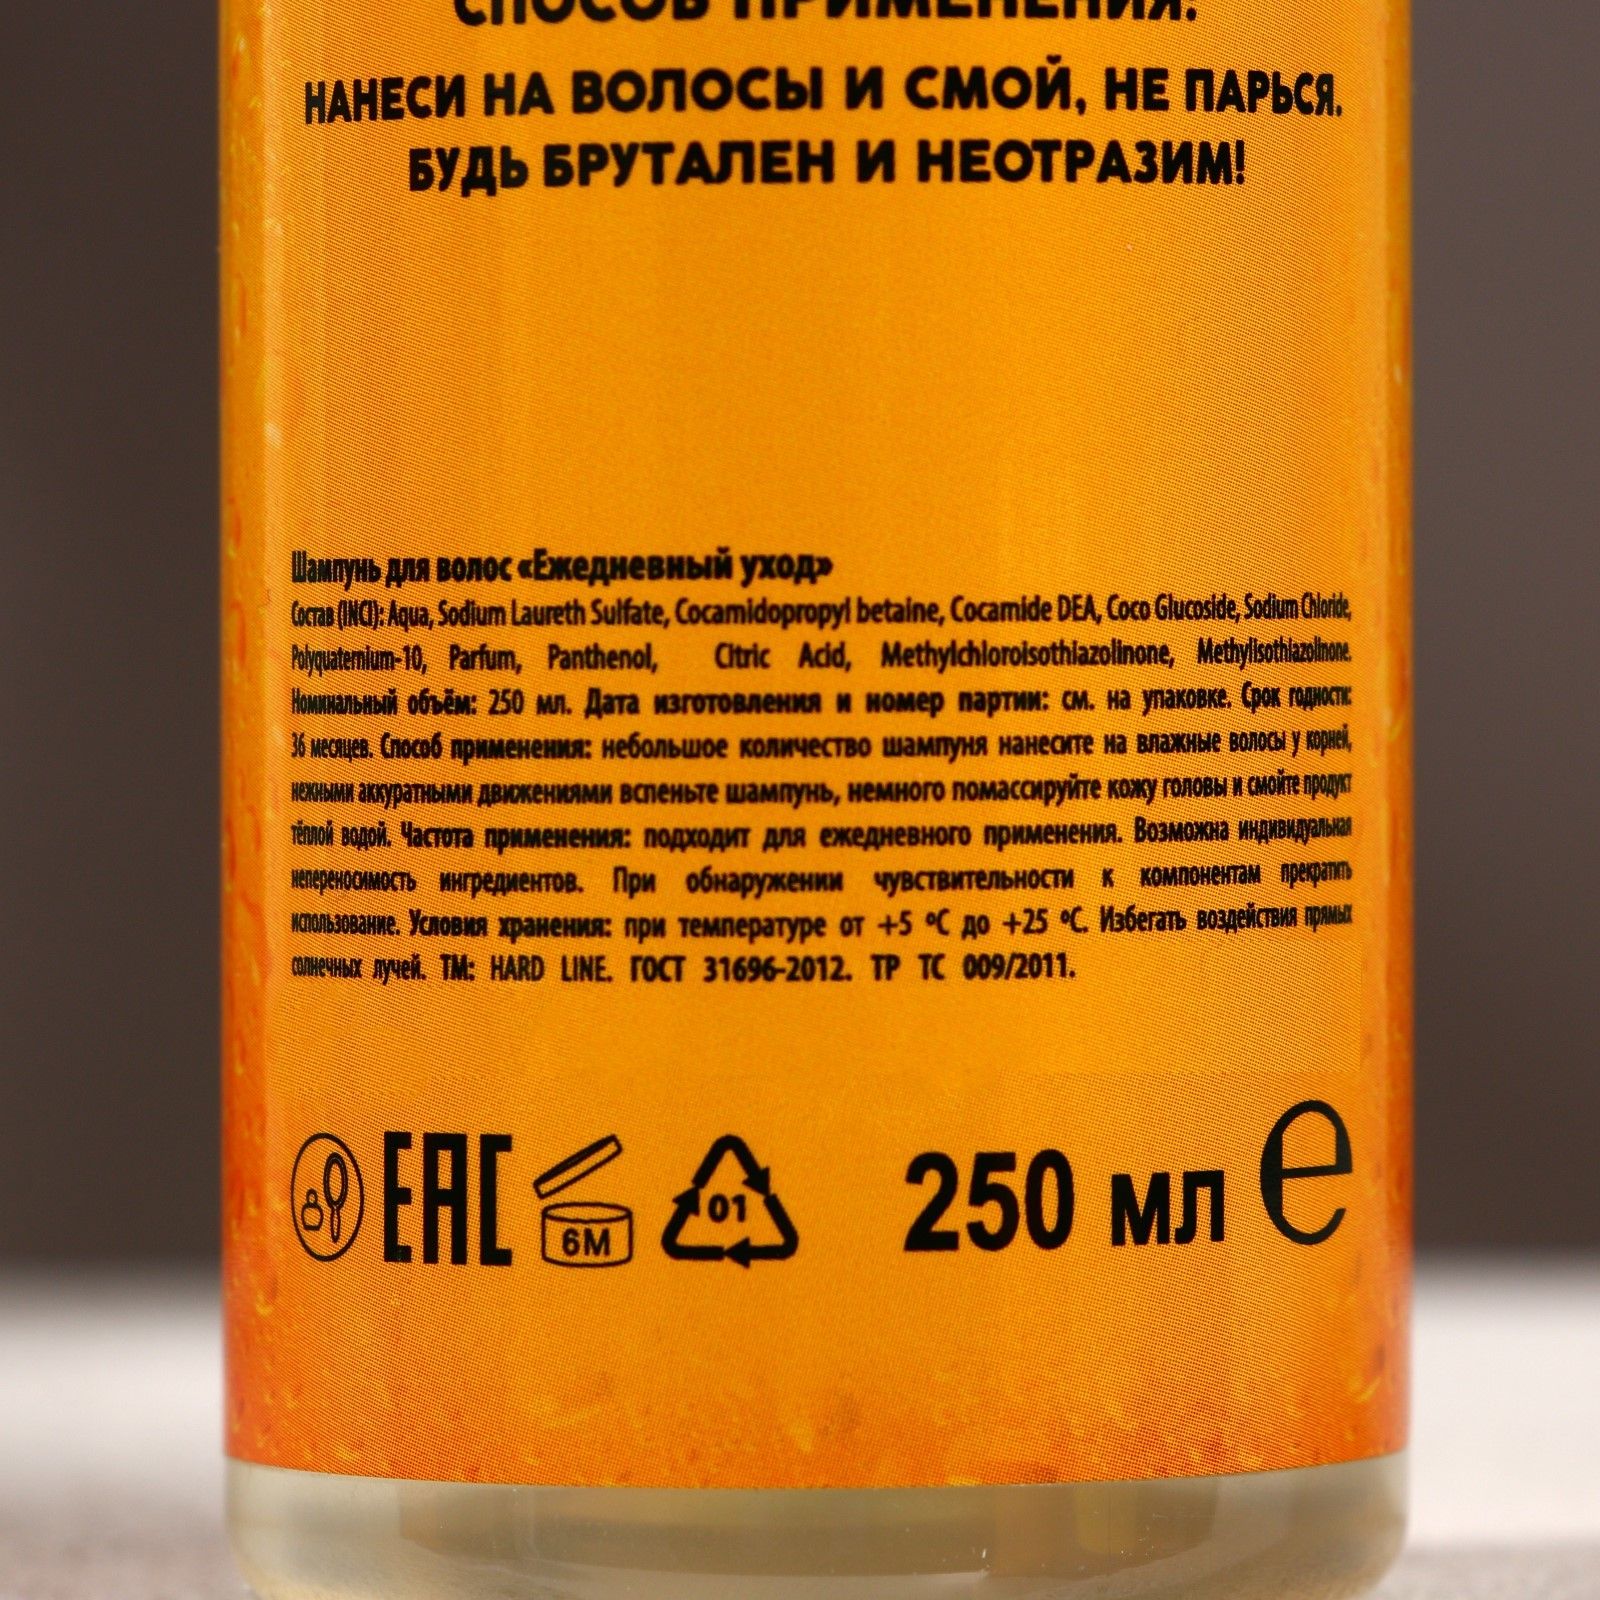 СПОСОБ ПРИМЕНЕНИЯ:
НАНЕСИ НА ВОЛОСЫ И СМОЙ, НЕ ПАРЬСЯ.
БУДЬ БРУТАЛЕН И НЕОТРАЗИМ!
Шампунь для волос «Ежедневный уход»
Состав (INCI): Aqua, Sodium Laureth Sulfate, Cocamidopropyl betaine, Cocamide DEA, Coco Glucoside, Sodium Chloride,
Polyquaternium-10, Parfum, Panthenol, Citric Acid, Methylchloroisothiazolinone, Methylisothiazolinone.
Номинальный объём: 250 мл. Дата изготовления и номер партии: см. на упаковке. Срок годности:
36 месяцев. Способ применения: небольшое количество шампуня нанесите на влажные волосы у корней,
нежными аккуратными движениями вспеньте шампунь, немного помассируйте кожу головы и смойте продукт
тёплой водой. Частота применения: подходит для ежедневного применения. Возможна индивидуальная
непереносимость ингредиентов. При обнаружении чувствительности к компонентам прекратить
использование. Условия хранения: при температуре от +5 °С до +25 °С. Избегать воздействия прямых
солнечных лучей. ТМ: HARD LINE. ГОСТ 31696-2012. ТР ТС 009/2011.
EAC 6M 01 250 мл e